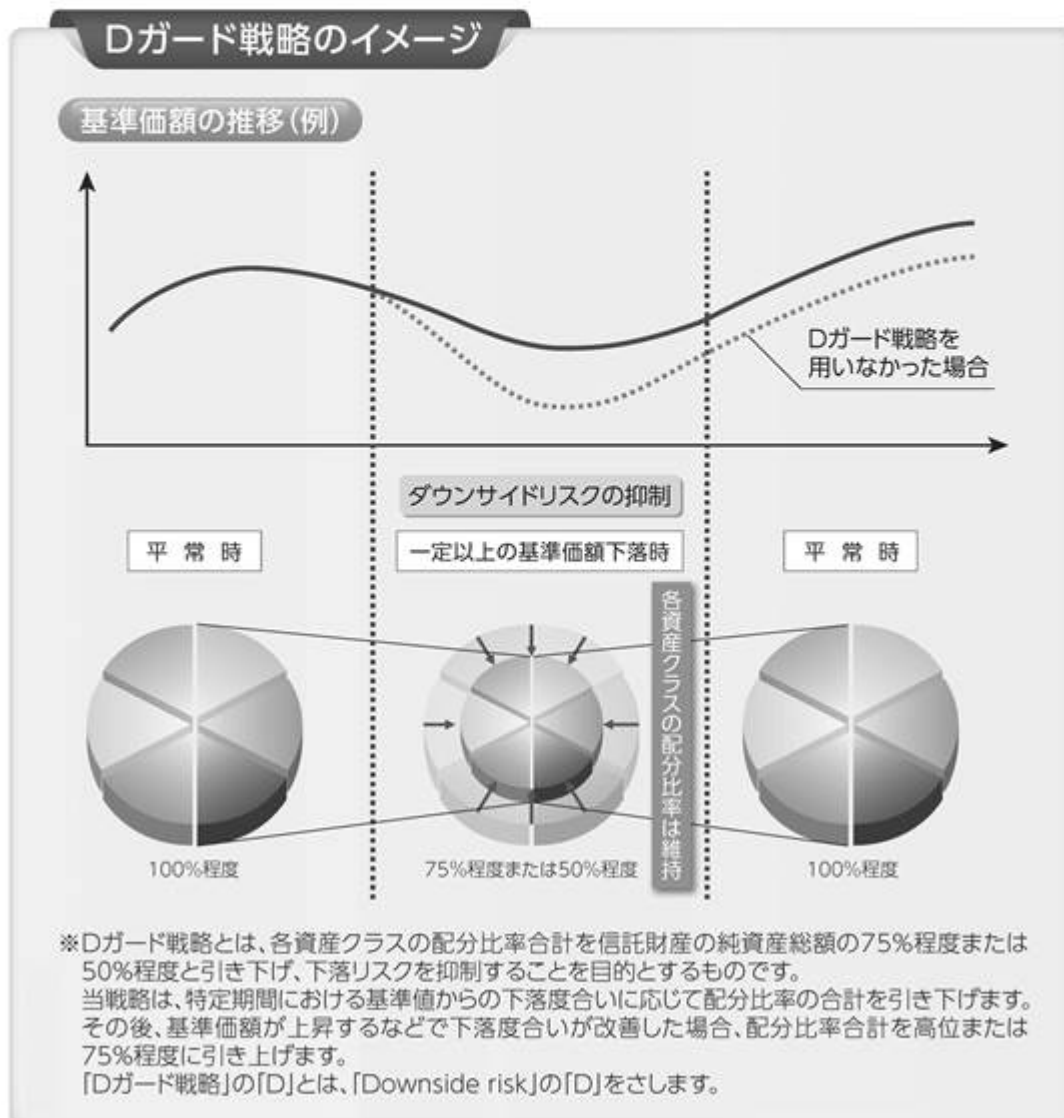 Dガード戦略のイメージ
基準価額の推移(例)
Dガード戦略を
用いなかった場合
ダウンサイドリスクの抑制
平常時
一定以上の基準価額下落時
平常時
各資産クラスの配分比率は維持
100%程度
75%程度または50%程度
100%程度
※Dガード戦略とは、各資産クラスの配分比率合計を信託財産の純資産総額の75%程度または
50%程度と引き下げ、下落リスクを抑制することを目的とするものです。
当戦略は、特定期間における基準値からの下落度合いに応じて配分比率の合計を引き下げます。
その後、基準価額が上昇するなどで下落度合いが改善した場合、配分比率合計を高位または
75%程度に引き上げます。
「Dガード戦略」の「D」とは、「Downside risk」の「D」をさします。